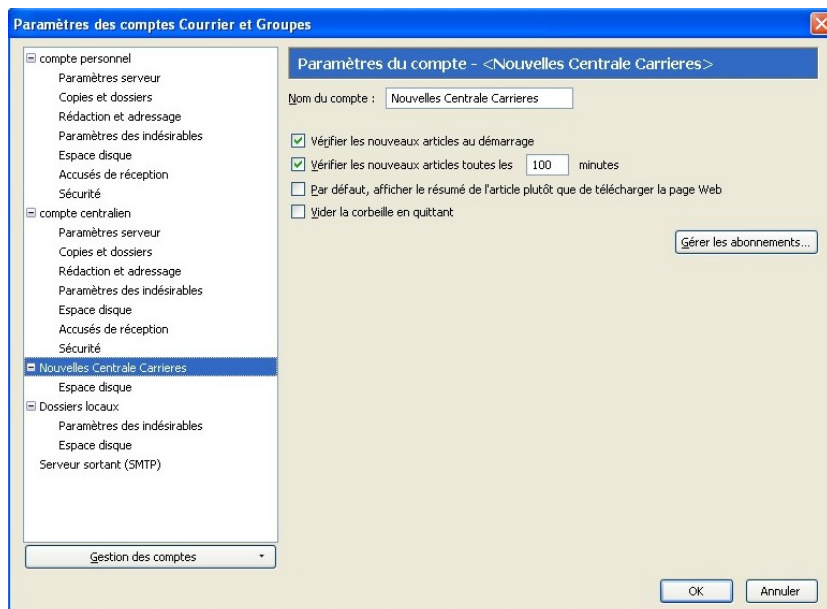 Paramètres des comptes Courrier et Groupes
compte personnel
Paramètres serveur
Copies et dossiers
Rédaction et adressage
Paramètres des indésirables
Espace disque
Accusés de réception
Sécurité
compte centralien
Paramètres serveur
Copies et dossiers
Rédaction et adressage
Paramètres des indésirables
Espace disque
Accusés de réception
Sécurité
Nouvelles Centrale Carrieres
Espace disque
Dossiers locaux
Paramètres des indésirables
Espace disque
Serveur sortant (SMTP)
Gestion des comptes
Paramètres du compte - <Nouvelles Centrale Carrieres>
Nom du compte : Nouvelles Centrale Carrieres
Vérifier les nouveaux articles au démarrage
Vérifier les nouveaux articles toutes les 100 minutes
Par défaut, afficher le résumé de l'article plutôt que de télécharger la page Web
Vider la corbeille en quittant
Gérer les abonnements...
OK Annuler